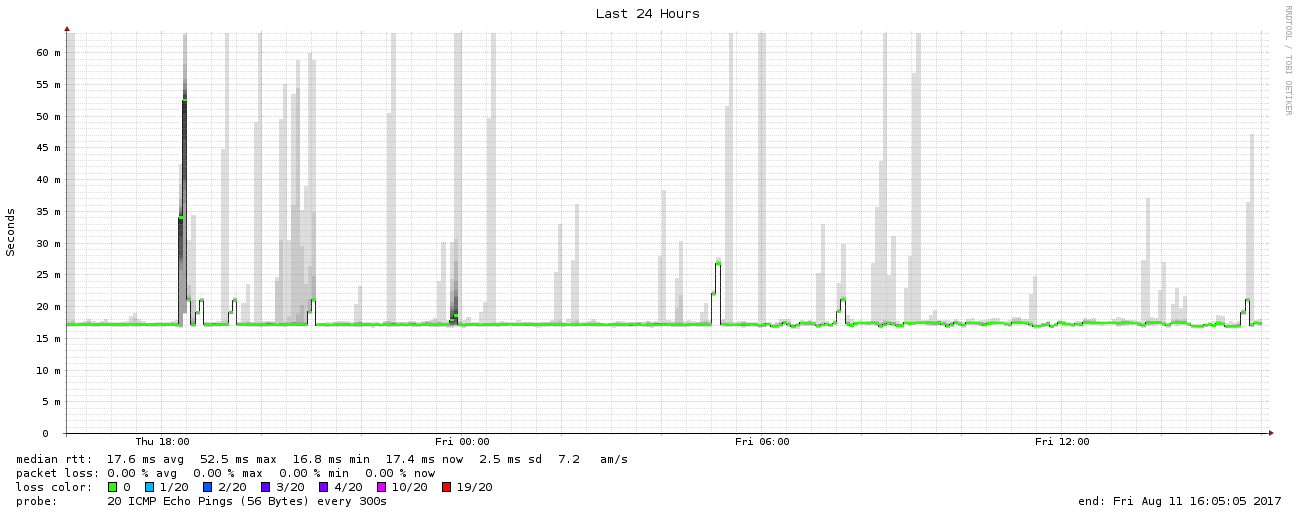 Last 24 Hours
RRDTOOL / TOBI OETIKER
Seconds
60 m
55 m
50 m
45 m
40 m
35 m
30 m
25 m
20 m
15 m
10 m
5 m
0
Thu 18:00 Fri 00:00 Fri 06:00 Fri 12:00
median rtt: 17.6 ms avg 52.5 ms max 16.8 ms min 17.4 ms now 2.5 ms sd 7.2 am/s
packet loss: 0.00 % avg 0.00 % max 0.00 % min 0.00 % now
loss color: 0 1/20 2/20 3/20 4/20 10/20 19/20
probe: 20 ICMP Echo Pings (56 Bytes) every 300s end: Fri Aug 11 16:05:05 2017